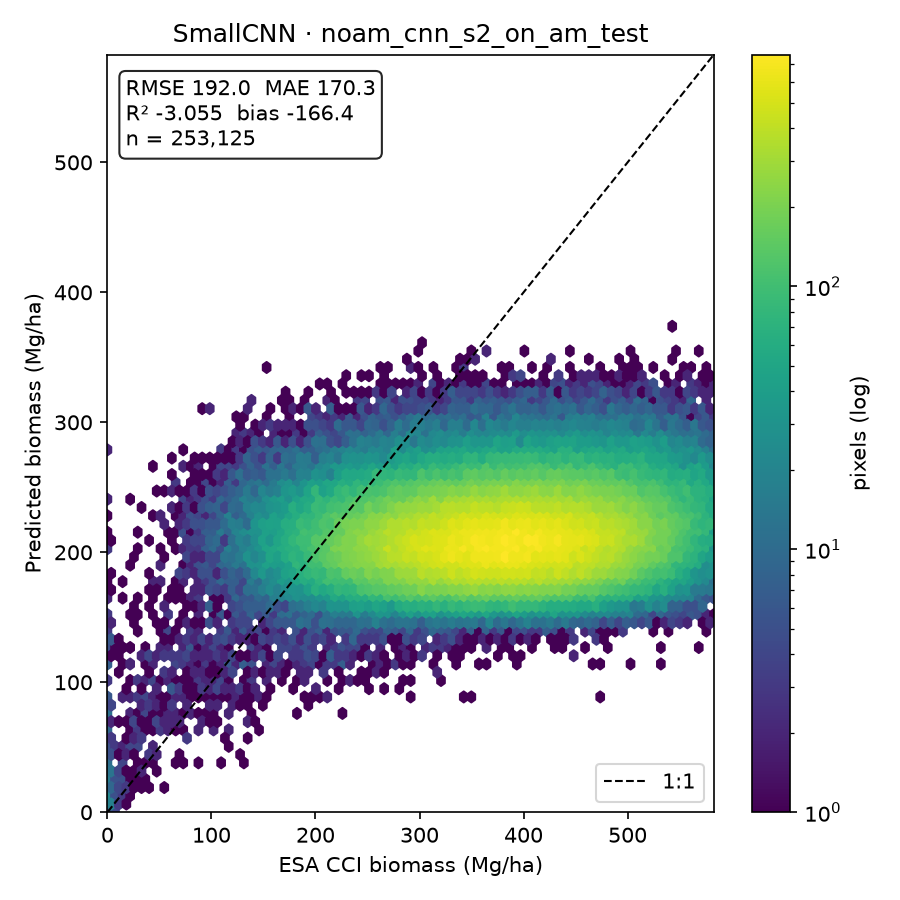 SmallCNN · noam_cnn_s2_on_am_test
RMSE 192.0  MAE 170.3
R² -3.055  bias -166.4
n = 253,125
Predicted biomass (Mg/ha)
500
400
300
200
100
0
0 100 200 300 400 500
ESA CCI biomass (Mg/ha)
1:1
10²
10¹
10⁰
pixels (log)